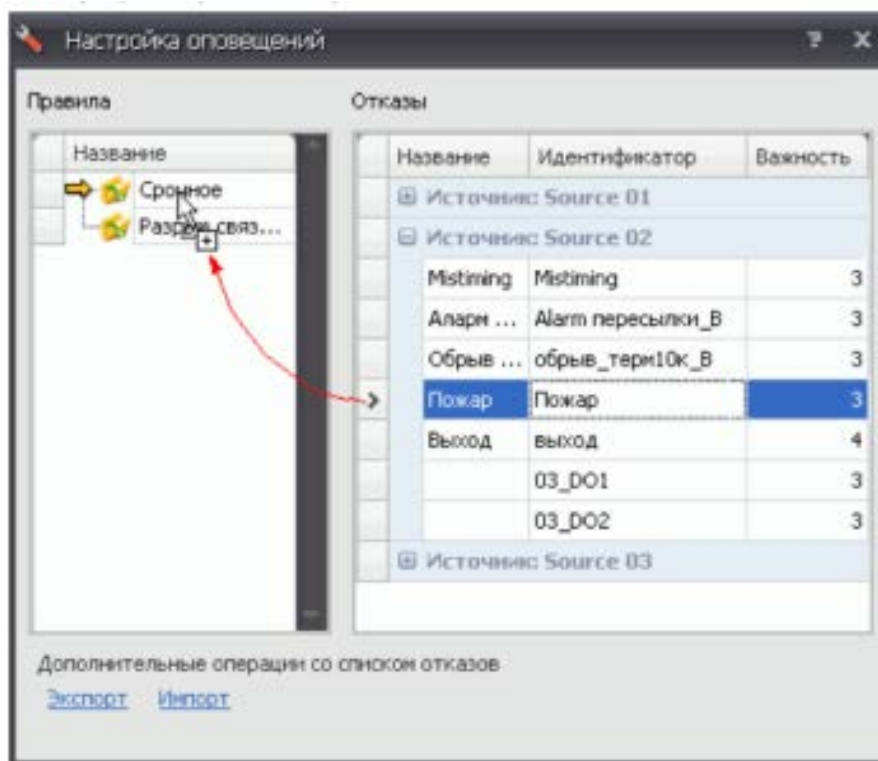 Настройка оповещений
Правила
Отказы
Название
Срочное
Разрыв связ...
Название Идентификатор Важность
Источник: Source 01
Источник: Source 02
Mistiming Mistiming 3
Аларм ... Alarm пересылки_В 3
Обрыв ... обрыв_терм10к_В 3
Пожар Пожар 3
Выход выход 4
03_DO1 3
03_DO2 3
Источник: Source 03
Дополнительные операции со списком отказов
Экспорт Импорт